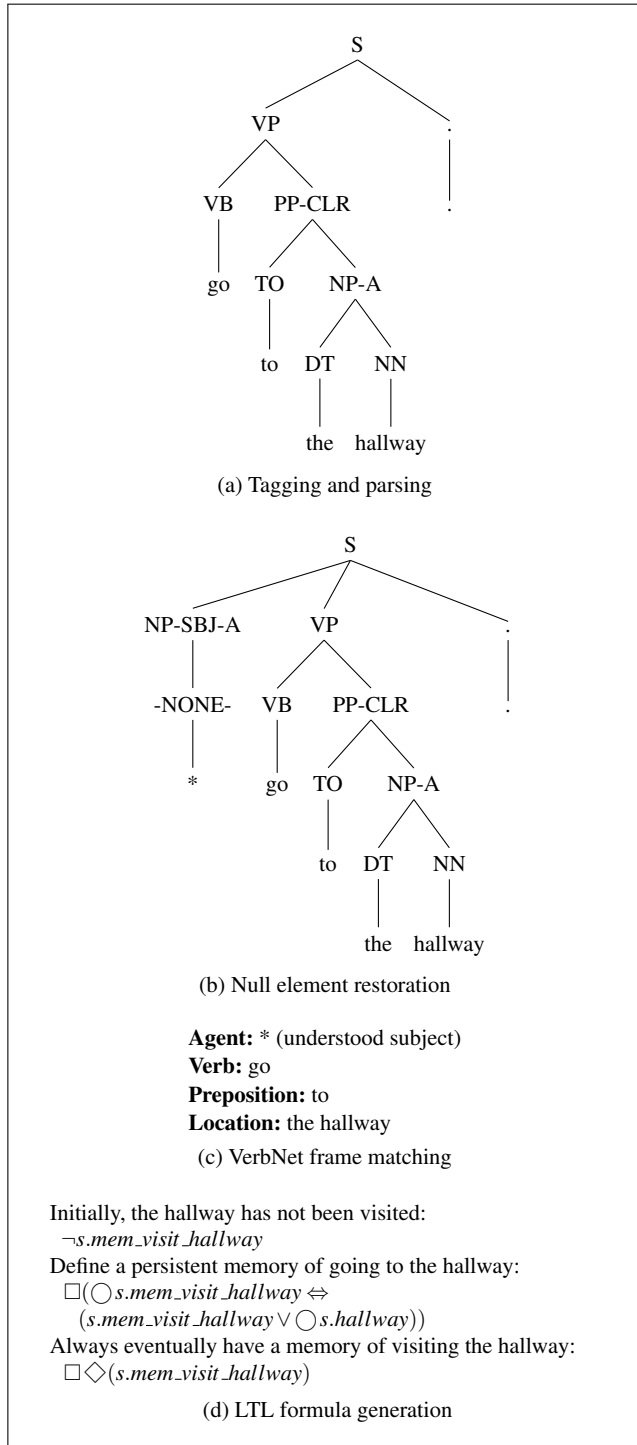 S
VP .
VB PP-CLR .
go TO NP-A
to DT NN
the hallway
(a) Tagging and parsing
S
NP-SBJ-A VP .
-NONE- VB PP-CLR .
* go TO NP-A
to DT NN
the hallway
(b) Null element restoration
Agent: * (understood subject)
Verb: go
Preposition: to
Location: the hallway
(c) VerbNet frame matching
Initially, the hallway has not been visited:
¬s.mem_visit_hallway
Define a persistent memory of going to the hallway:
□(◯ s.mem_visit_hallway ⇔
(s.mem_visit_hallway ∨ ◯ s.hallway))
Always eventually have a memory of visiting the hallway:
□◇(s.mem_visit_hallway)
(d) LTL formula generation